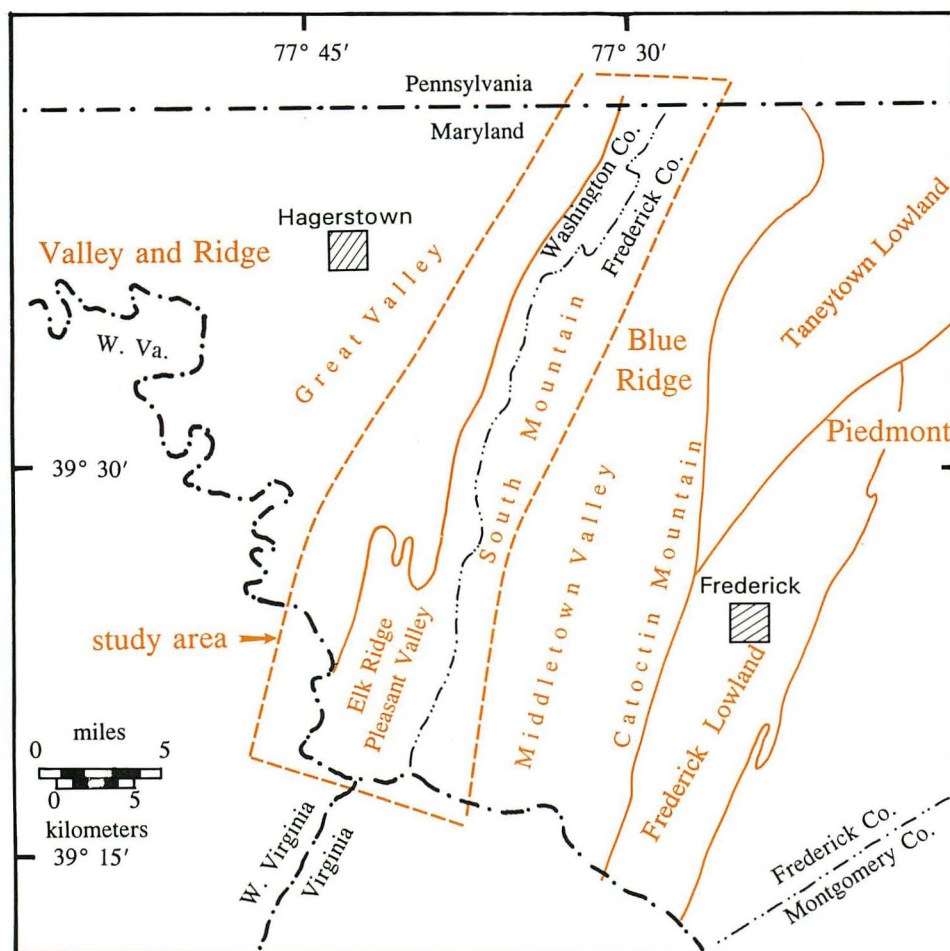 77° 45′
77° 30′
Pennsylvania
Maryland
Washington Co.
Frederick Co.
Hagerstown
Valley and Ridge
W. Va.
Great Valley
Taneytown Lowland
Blue
Ridge
South Mountain
Piedmont
39° 30′
Middletown Valley
Catoctin Mountain
Frederick
study area
Elk Ridge
Pleasant Valley
Frederick Lowland
0 miles 5
0 5
kilometers
39° 15′
W. Virginia
Virginia
Frederick Co.
Montgomery Co.